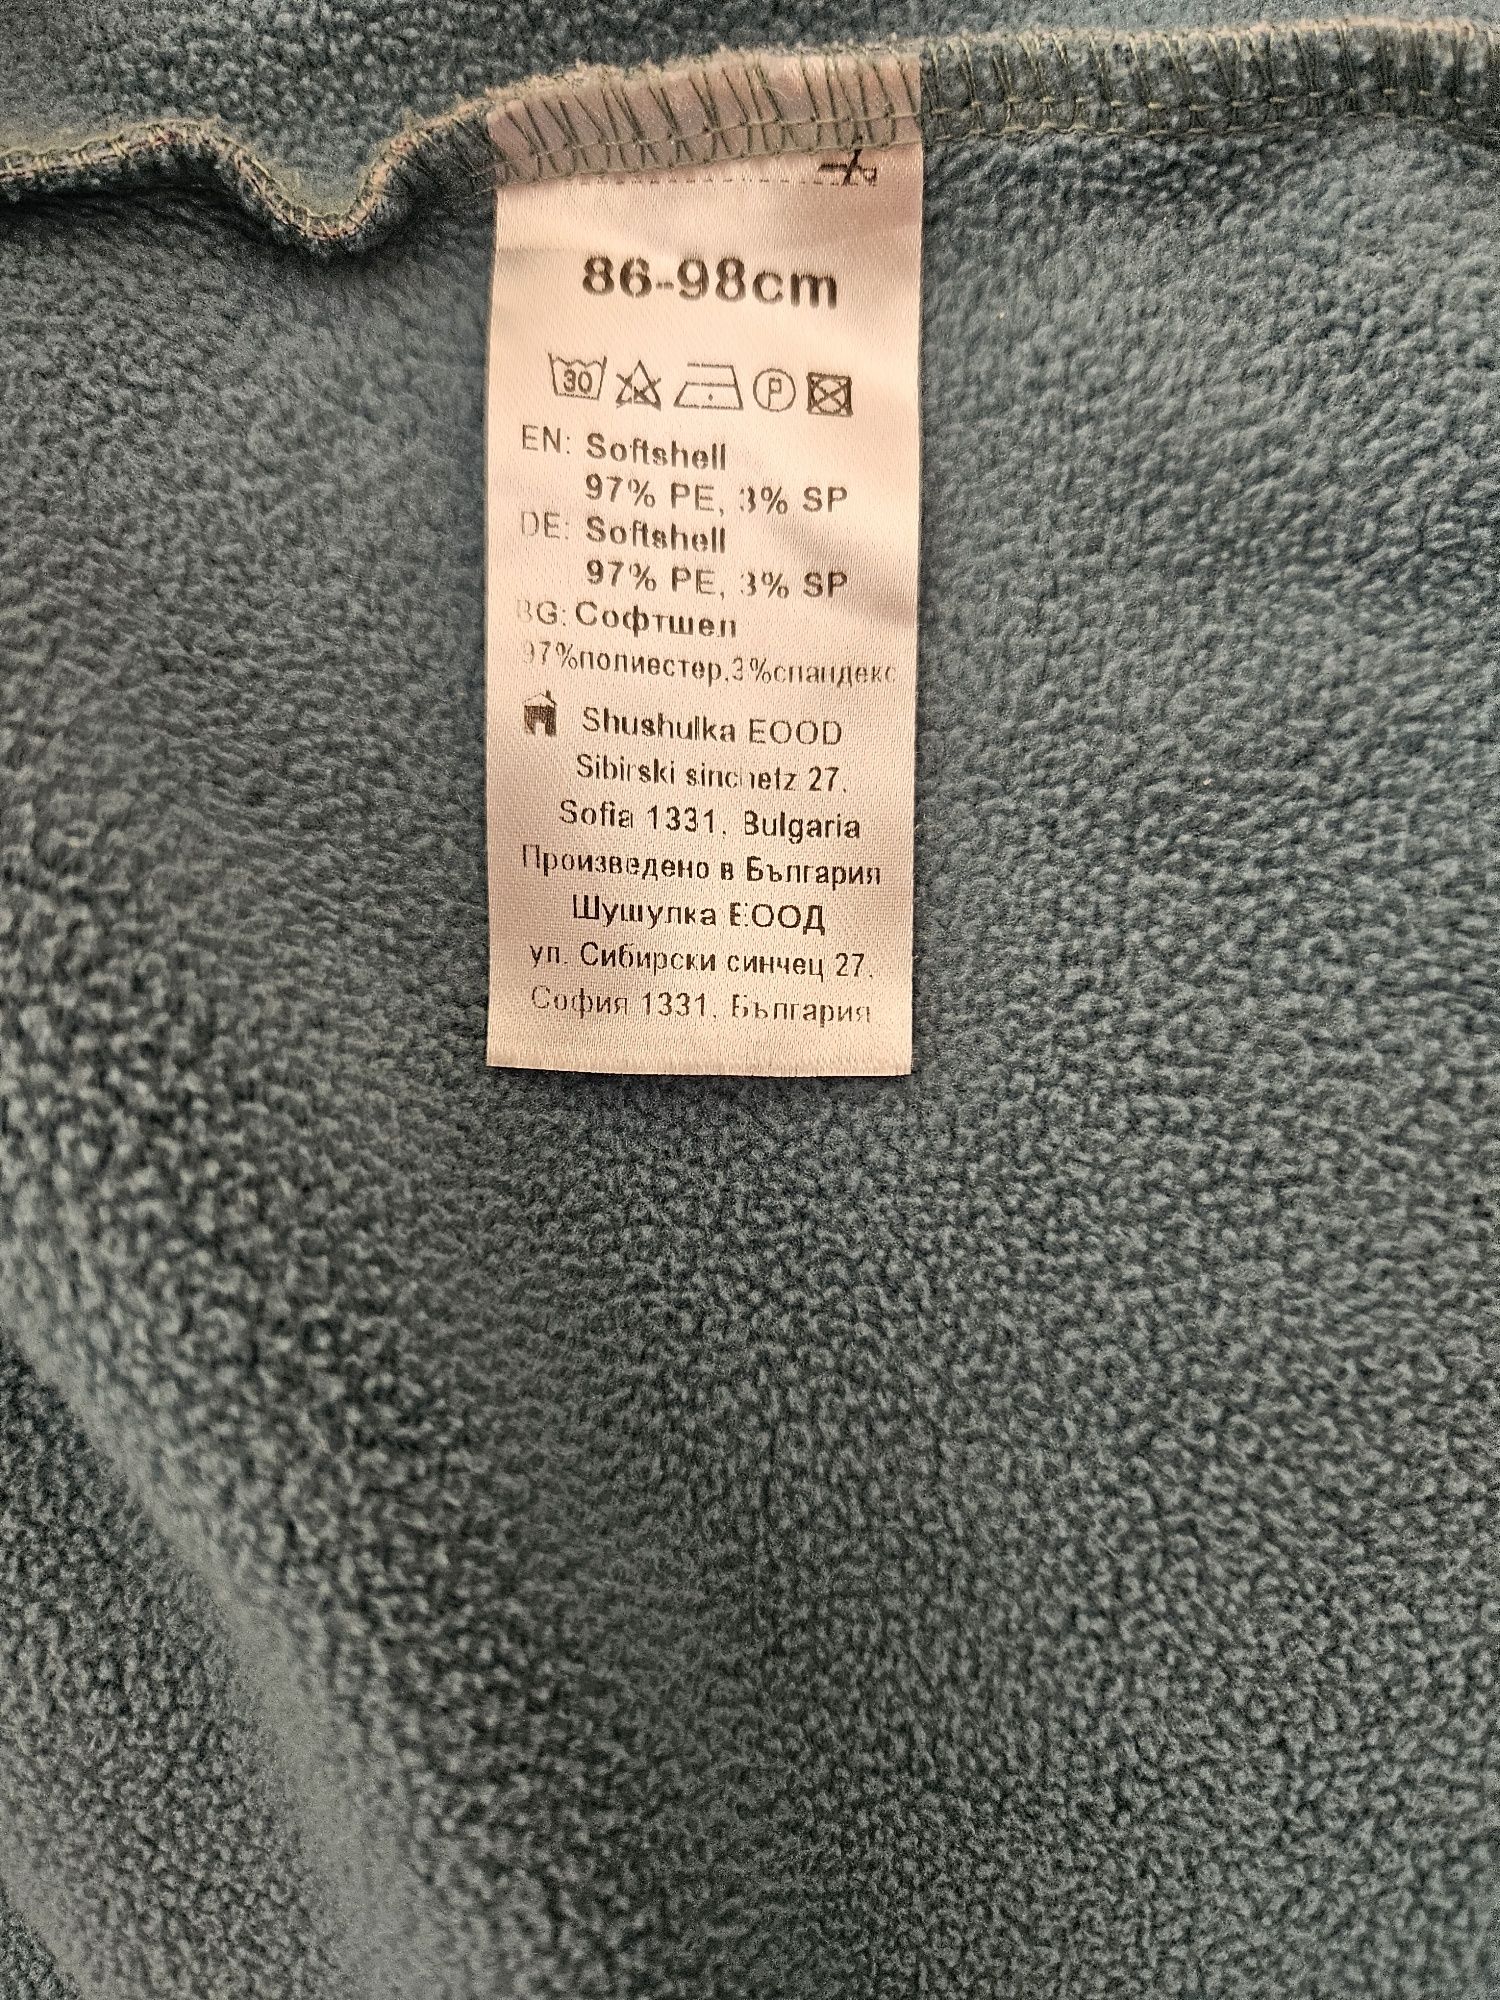 86-98cm
30 P
EN: Softshell
97% PE, 3% SP
DE: Softshell
97% PE, 3% SP
BG: Софтшел
97%полиестер,3%спандекс
Shushulka EOOD
Sibirski sinchetz 27,
Sofia 1331, Bulgaria
Произведено в България
Шушулка ЕООД
ул. Сибирски синчец 27,
София 1331, България